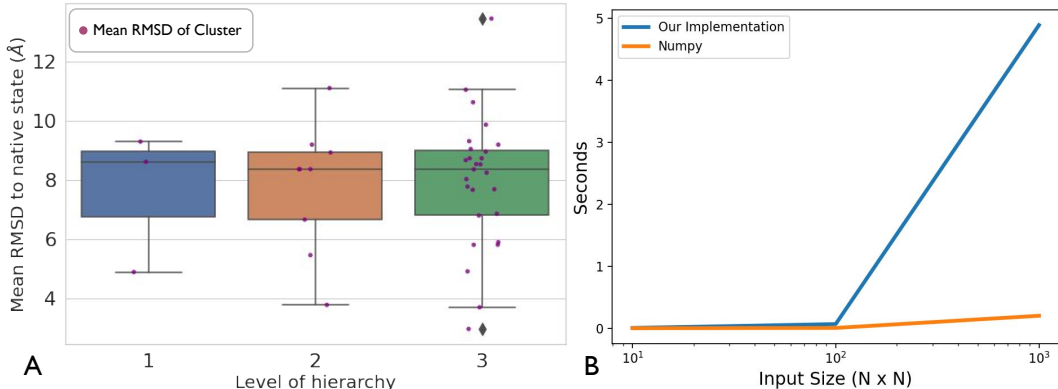 A
Mean RMSD of Cluster
Mean RMSD to native state (Å)
12
10
8
6
4
1
2
3
Level of hierarchy
B
Our Implementation
Numpy
Seconds
5
4
3
2
1
0
10¹
10²
10³
Input Size (N x N)